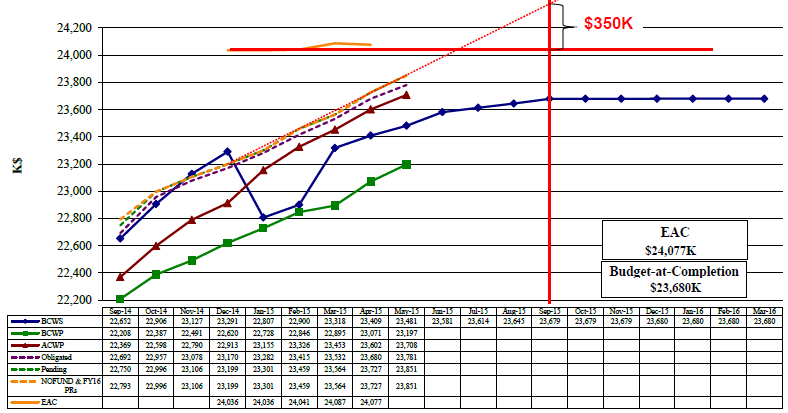 $350K
24,200
24,000
23,800
23,600
23,400
23,200
23,000
22,800
22,600
22,400
22,200
K$
EAC
$24,077K
Budget-at-Completion
$23,680K
Sep-14 Oct-14 Nov-14 Dec-14 Jan-15 Feb-15 Mar-15 Apr-15 May-15 Jun-15 Jul-15 Aug-15 Sep-15 Oct-15 Nov-15 Dec-15 Jan-16 Feb-16 Mar-16
BCWS 22,652 22,906 23,127 23,291 22,807 22,900 23,318 23,409 23,481 23,581 23,614 23,645 23,679 23,679 23,679 23,680 23,680 23,680 23,680
BCWP 22,208 22,387 22,491 22,620 22,728 22,846 22,895 23,071 23,197
ACWP 22,369 22,598 22,790 22,913 23,155 23,326 23,453 23,602 23,708
Obligated 22,692 22,957 23,078 23,170 23,282 23,415 23,532 23,680 23,781
Pending 22,750 22,996 23,106 23,199 23,301 23,459 23,564 23,727 23,851
NOFUND & FY16 PRs 22,793 22,996 23,106 23,199 23,301 23,459 23,564 23,727 23,851
EAC 24,036 24,036 24,041 24,087 24,077